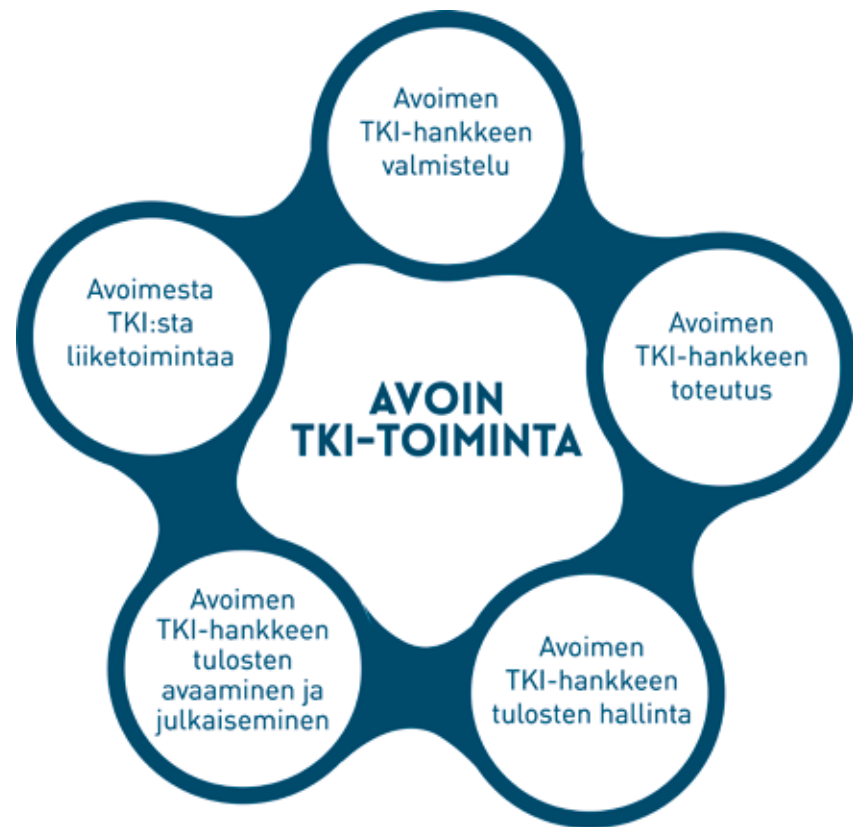 Avoimen
TKI-hankkeen
valmistelu
Avoimen
TKI-hankkeen
toteutus
Avoimen
TKI-hankkeen
tulosten hallinta
Avoimen
TKI-hankkeen
tulosten
avaaminen ja
julkaiseminen
Avoimesta
TKI:sta
liiketoimintaa
AVOIN
TKI-TOIMINTA